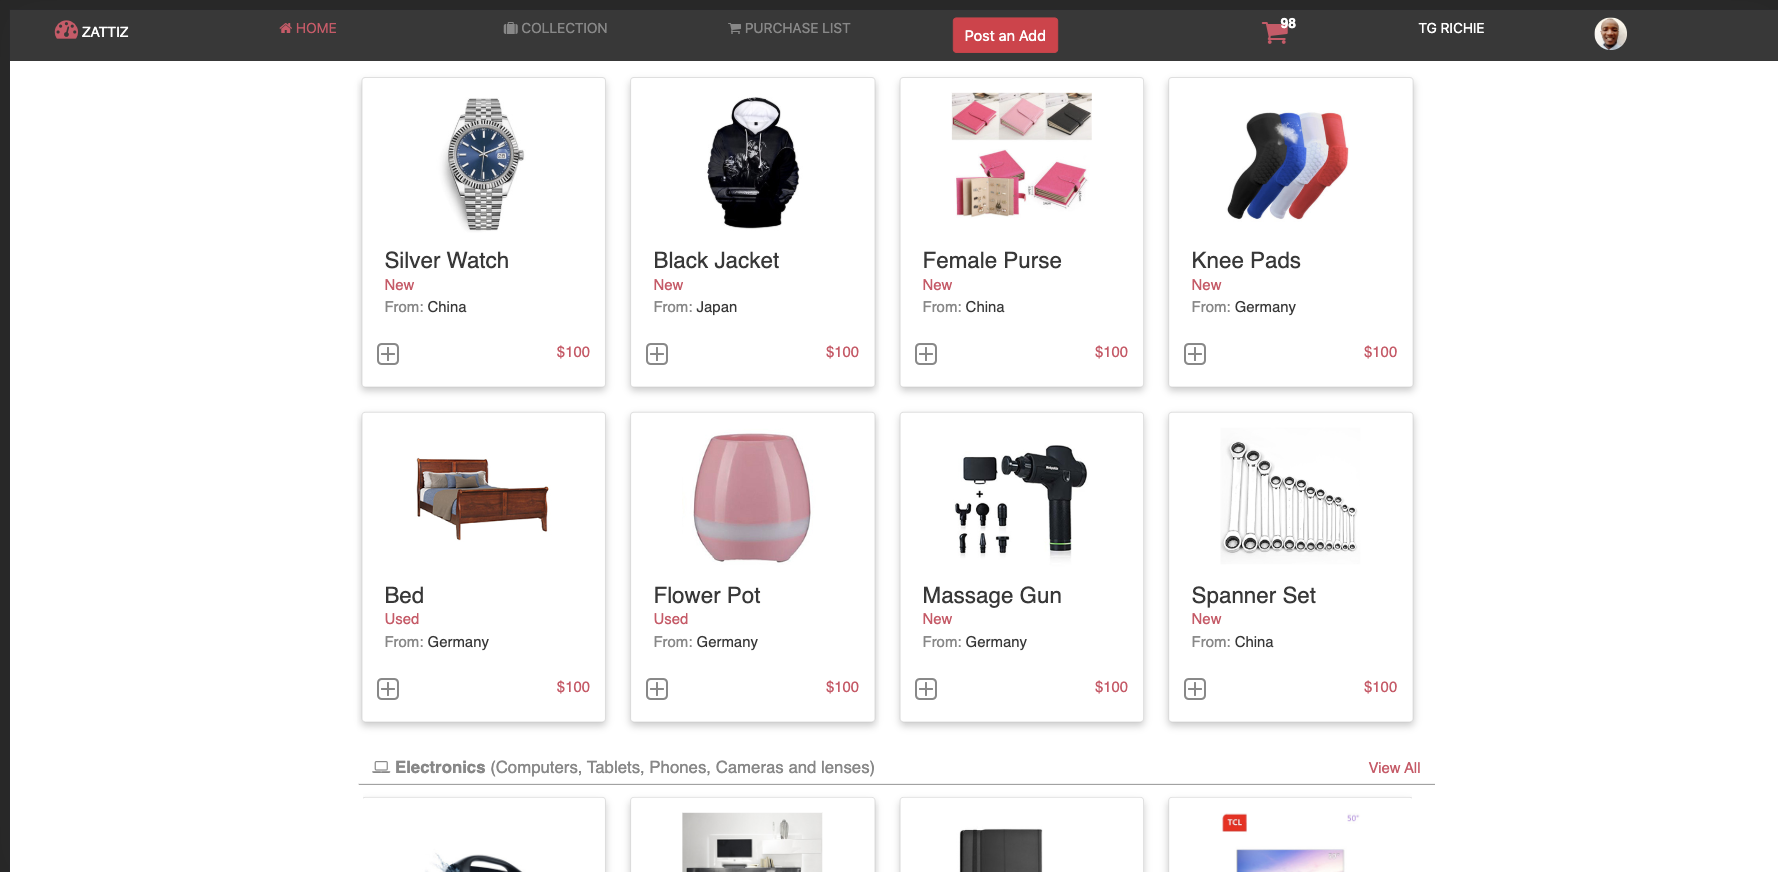 ZATTIZ
HOME
COLLECTION
PURCHASE LIST
Post an Add
98
TG RICHIE
Silver Watch
New
From: China
$100
Black Jacket
New
From: Japan
$100
Female Purse
New
From: China
$100
Knee Pads
New
From: Germany
$100
Bed
Used
From: Germany
$100
Flower Pot
Used
From: Germany
$100
Massage Gun
New
From: Germany
$100
Spanner Set
New
From: China
$100
Electronics (Computers, Tablets, Phones, Cameras and lenses)
View All
TCL
50"